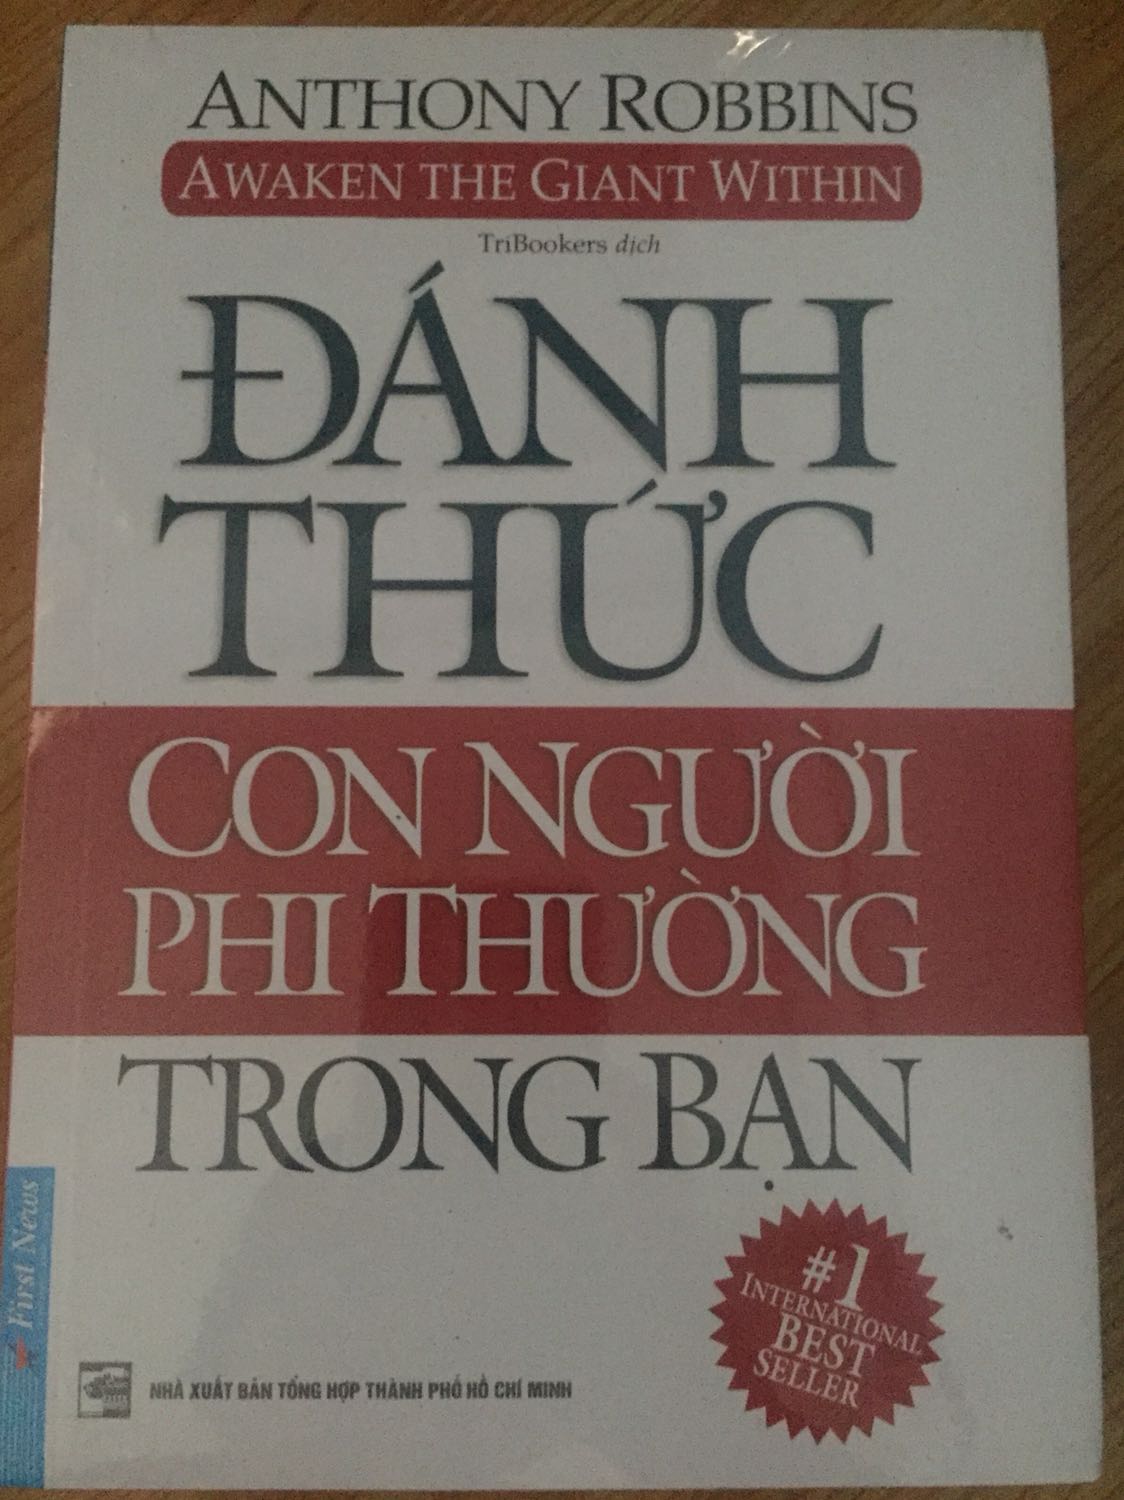 ANTHONY ROBBINS
AWAKEN THE GIANT WITHIN
TriBookers dịch
ĐÁNH
THỨC
CON NGƯỜI
PHI THƯỜNG
TRONG BẠN
First News
#1
INTERNATIONAL
BEST
SELLER
NHÀ XUẤT BẢN TỔNG HỢP THÀNH PHỐ HỒ CHÍ MINH